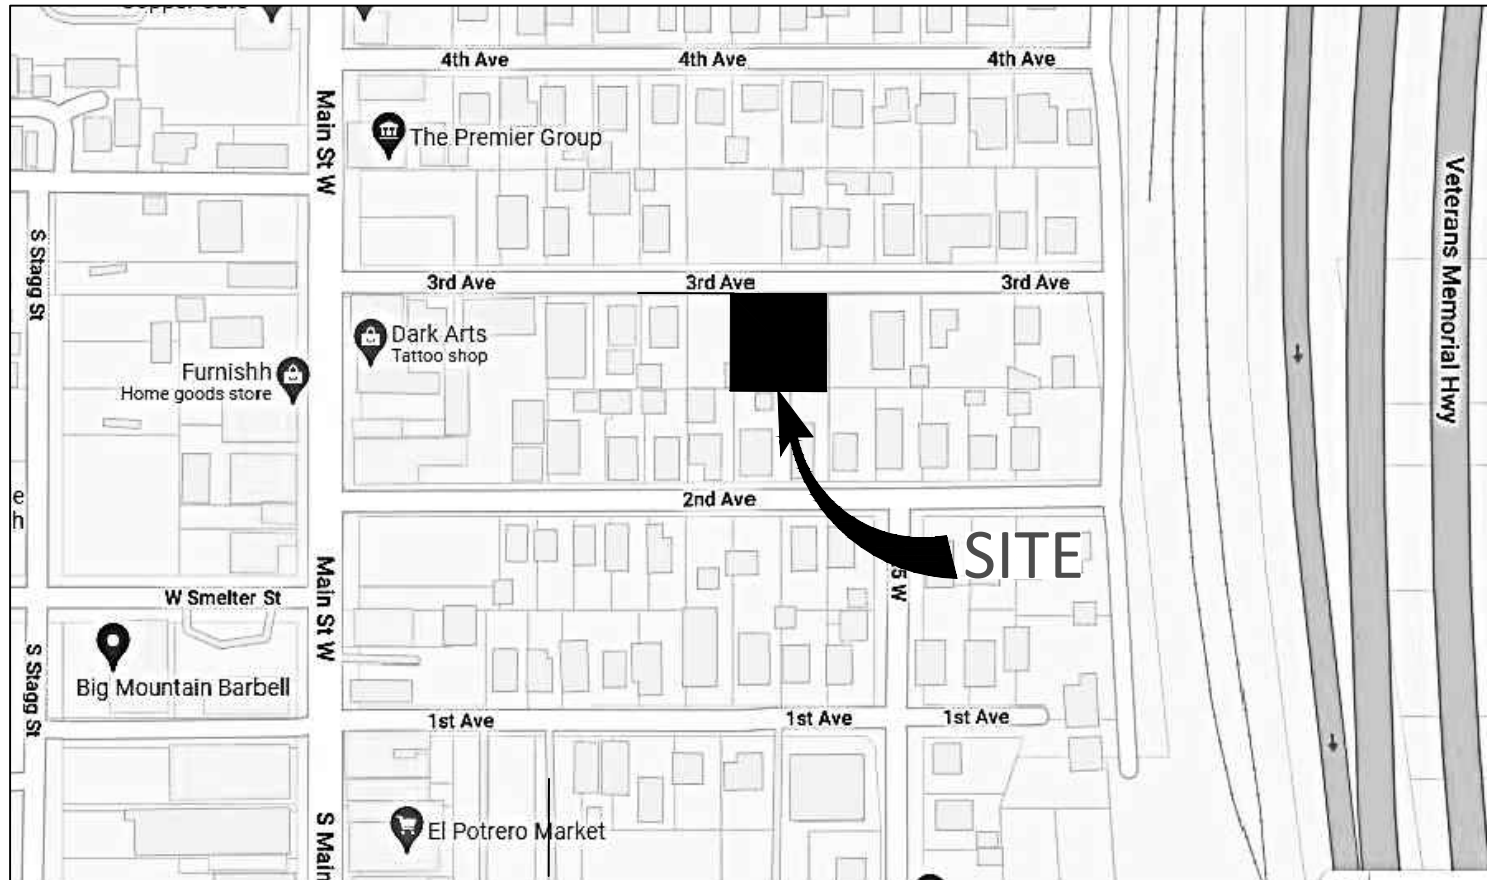 4th Ave
4th Ave
4th Ave
Main St W
The Premier Group
Veterans Memorial Hwy
S Stagg St
3rd Ave
3rd Ave
3rd Ave
Dark Arts
Tattoo shop
Furnishh
Home goods store
2nd Ave
e
h
SITE
5 W
Main St W
W Smelter St
S Stagg St
Big Mountain Barbell
1st Ave
1st Ave
1st Ave
S Main
El Potrero Market